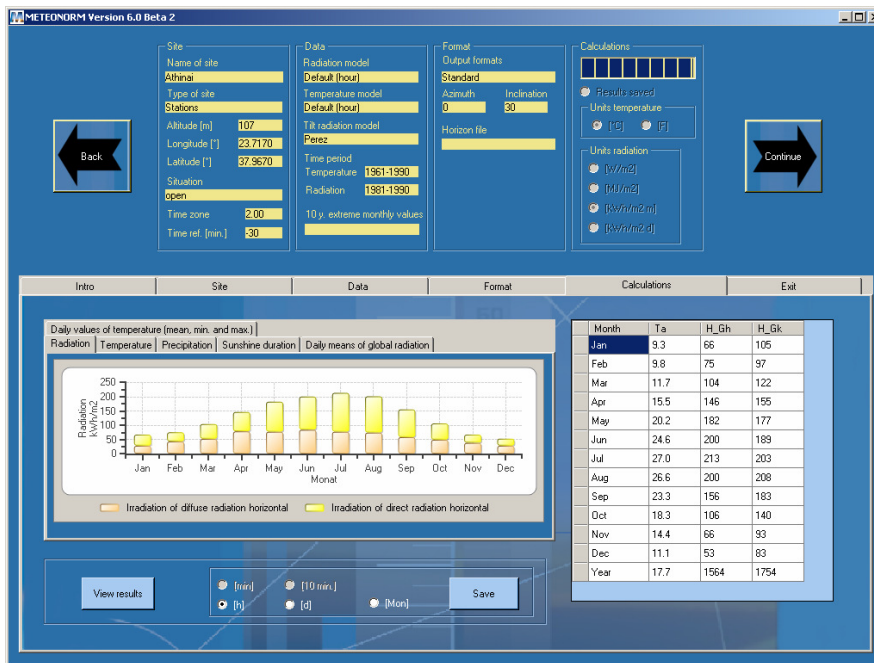 METEONORM Version 6.0 Beta 2
Back
Site
Name of site
Athinai
Type of site
Stations
Altitude [m] 107
Longitude [°] 23.7170
Latitude [°] 37.9670
Situation
open
Time zone 2.00
Time ref. [min.] -30
Data
Radiation model
Default (hour)
Temperature model
Default (hour)
Tilt radiation model
Perez
Time period
Temperature 1961-1990
Radiation 1981-1990
10 y. extreme monthly values
Format
Output formats
Standard
Azimuth Inclination
0 30
Horizon file
Calculations
Results saved
Units temperature
[°C] [F]
Units radiation
[W/m2]
[MJ/m2]
[kWh/m2 m]
[kWh/m2 d]
Continue
Intro Site Data Format Calculations Exit
Daily values of temperature (mean, min. and max.)
Radiation Temperature Precipitation Sunshine duration Daily means of global radiation
Radiation
kWh/m2
250
200
150
100
50
0
Jan Feb Mar Apr May Jun Jul Aug Sep Oct Nov Dec
Monat
Irradiation of diffuse radiation horizontal Irradiation of direct radiation horizontal
Month Ta H_Gh H_Gk
Jan 9.3 66 105
Feb 9.8 75 97
Mar 11.7 104 122
Apr 15.5 146 155
May 20.2 182 177
Jun 24.6 200 189
Jul 27.0 213 203
Aug 26.6 200 208
Sep 23.3 156 183
Oct 18.3 106 140
Nov 14.4 66 93
Dec 11.1 53 83
Year 17.7 1564 1754
View results
[min] [10 min.]
[h] [d] [Mon]
Save